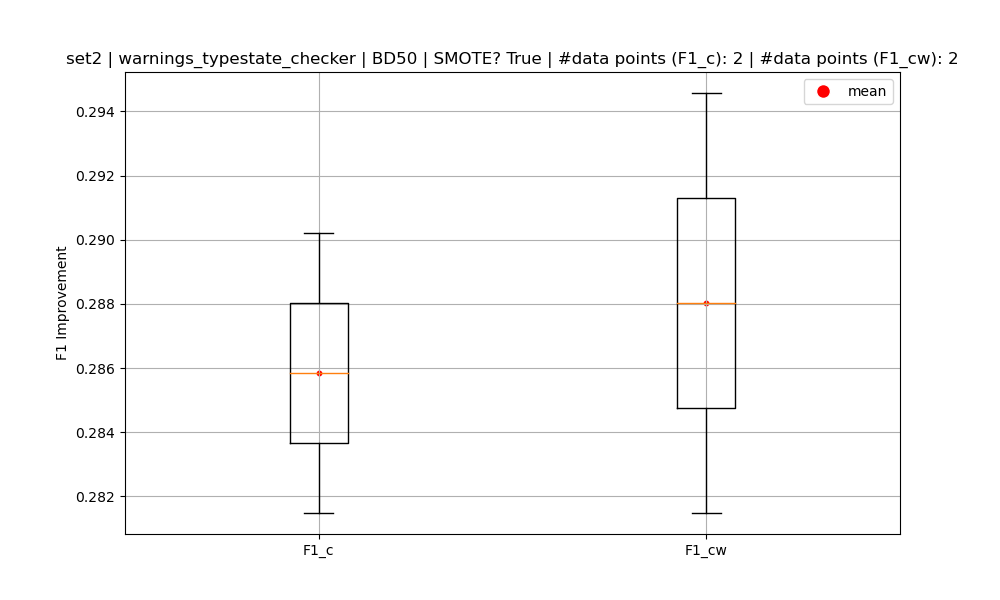 set2 | warnings_typestate_checker | BD50 | SMOTE? True | #data points (F1_c): 2 | #data points (F1_cw): 2
mean
0.294
0.292
0.290
0.288
0.286
0.284
0.282
F1 Improvement
F1_c
F1_cw